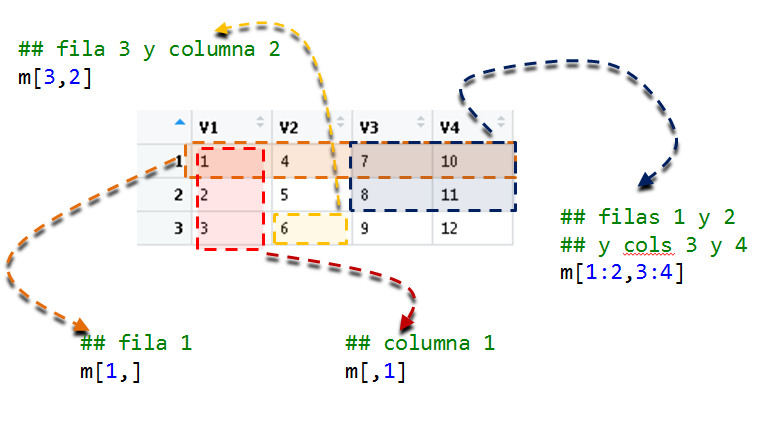 ## fila 3 y columna 2
m[3,2]
V1 V2 V3 V4
1 1 4 7 10
2 2 5 8 11
3 3 6 9 12
## filas 1 y 2
## y cols 3 y 4
m[1:2,3:4]
## fila 1
m[1,]
## columna 1
m[,1]